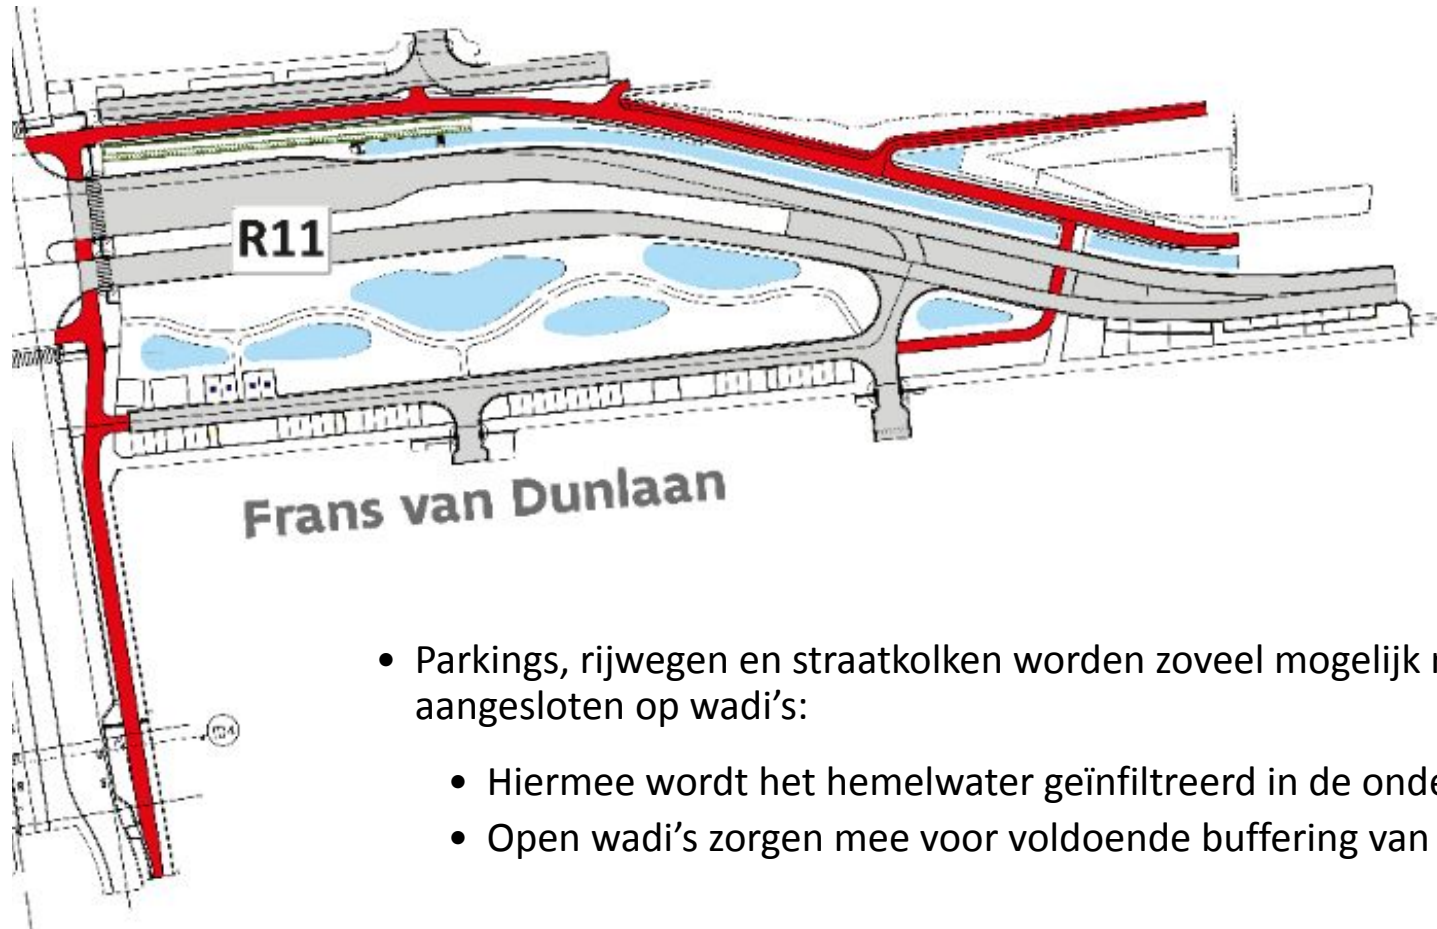 R11
Frans van Dunlaan
• Parkings, rijwegen en straatkolken worden zoveel mogelijk
aangesloten op wadi's:
• Hiermee wordt het hemelwater geïnfiltreerd in de
• Open wadi's zorgen mee voor voldoende buffering van